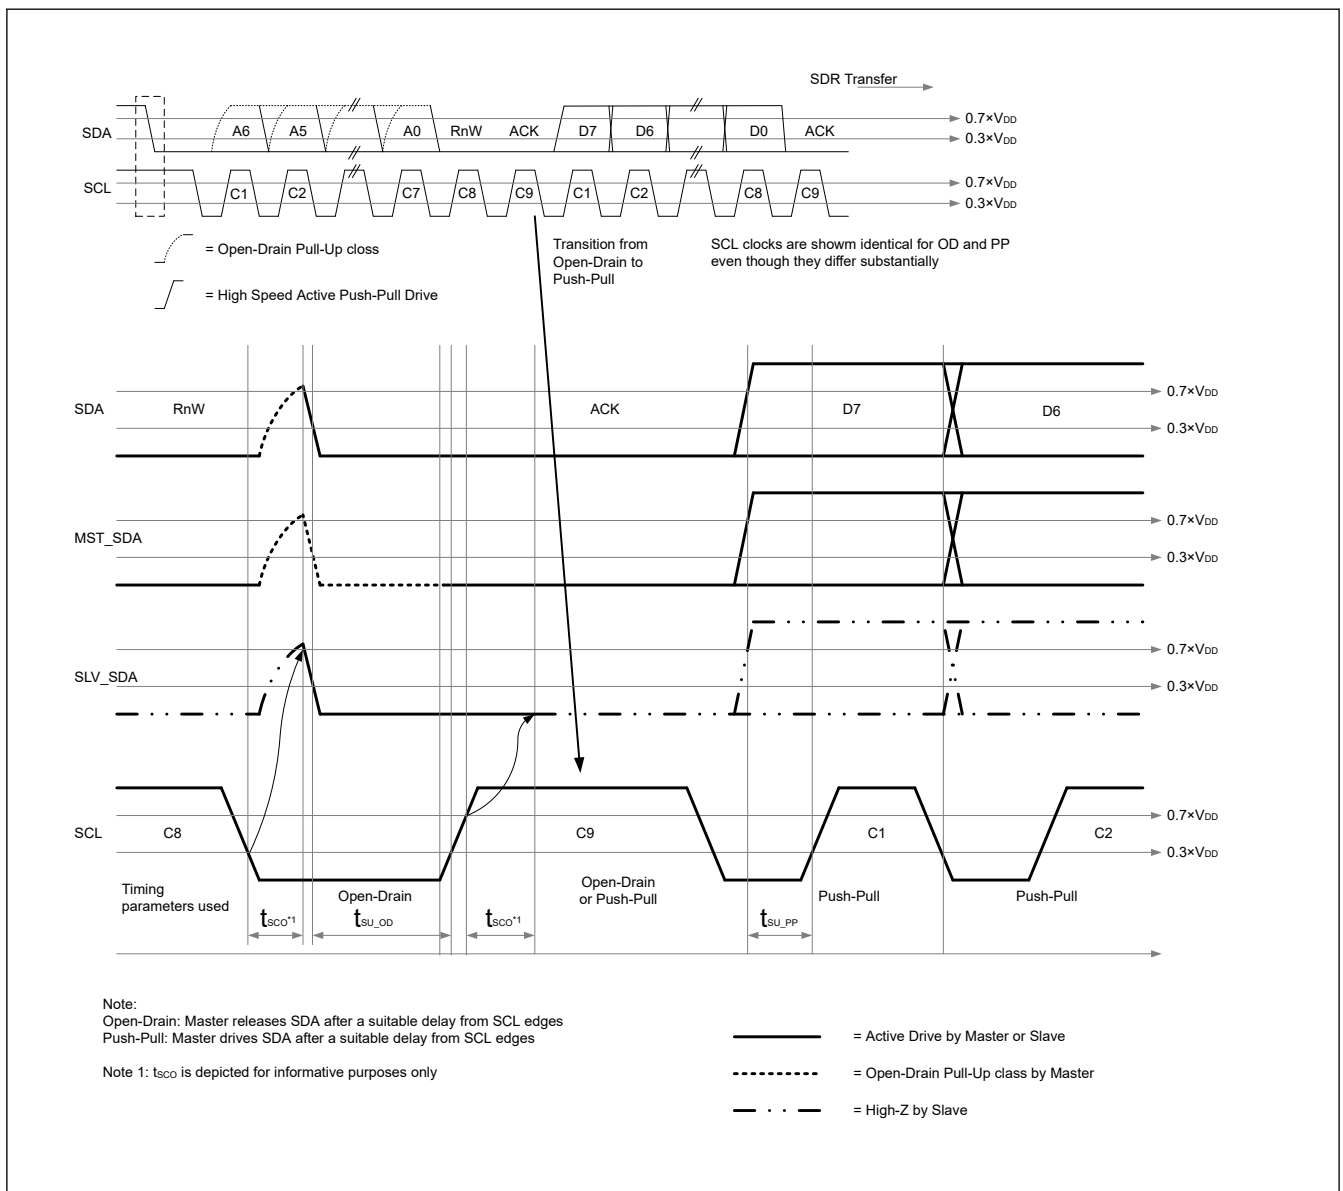 SDR Transfer
SDA A6 A5 A0 RnW ACK D7 D6 D0 ACK
0.7×VDD
0.3×VDD
SCL C1 C2 C7 C8 C9 C1 C2 C8 C9
0.7×VDD
0.3×VDD
= Open-Drain Pull-Up closs
= High Speed Active Push-Pull Drive
Transition from
Open-Drain to
Push-Pull
SCL clocks are showm identical for OD and PP
even though they differ substantially
SDA RnW ACK D7 D6
0.7×VDD
0.3×VDD
MST_SDA
0.7×VDD
0.3×VDD
SLV_SDA
0.7×VDD
0.3×VDD
SCL C8 C9 C1 C2
0.7×VDD
0.3×VDD
Timing
parameters used
Open-Drain
Open-Drain
or Push-Pull
Push-Pull
Push-Pull
tSCO*1 tSU_OD tSCO*1 tSU_PP
Note:
Open-Drain: Master releases SDA after a suitable delay from SCL edges
Push-Pull: Master drives SDA after a suitable delay from SCL edges
Note 1: tSCO is depicted for informative purposes only
= Active Drive by Master or Slave
= Open-Drain Pull-Up class by Master
= High-Z by Slave